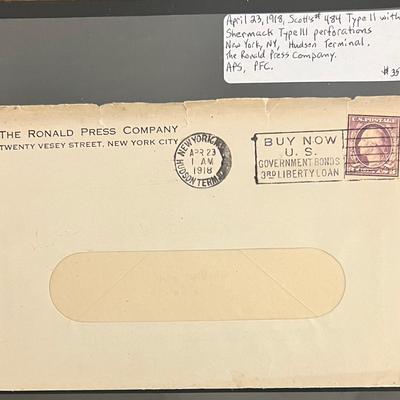 April 23, 1918, Scott's # 484 Type II with
Shermack Type III perforations
New York, NY, Hudson Terminal.
The Ronald Press Company.
APS, PFC.
$35
THE RONALD PRESS COMPANY
TWENTY VESEY STREET, NEW YORK CITY
NEW YORK, N.
APR 23
1 AM
1918
HUDSON TERM
BUY NOW
U. S.
GOVERNMENT BONDS
3RD LIBERTY LOAN
U.S. POSTAGE